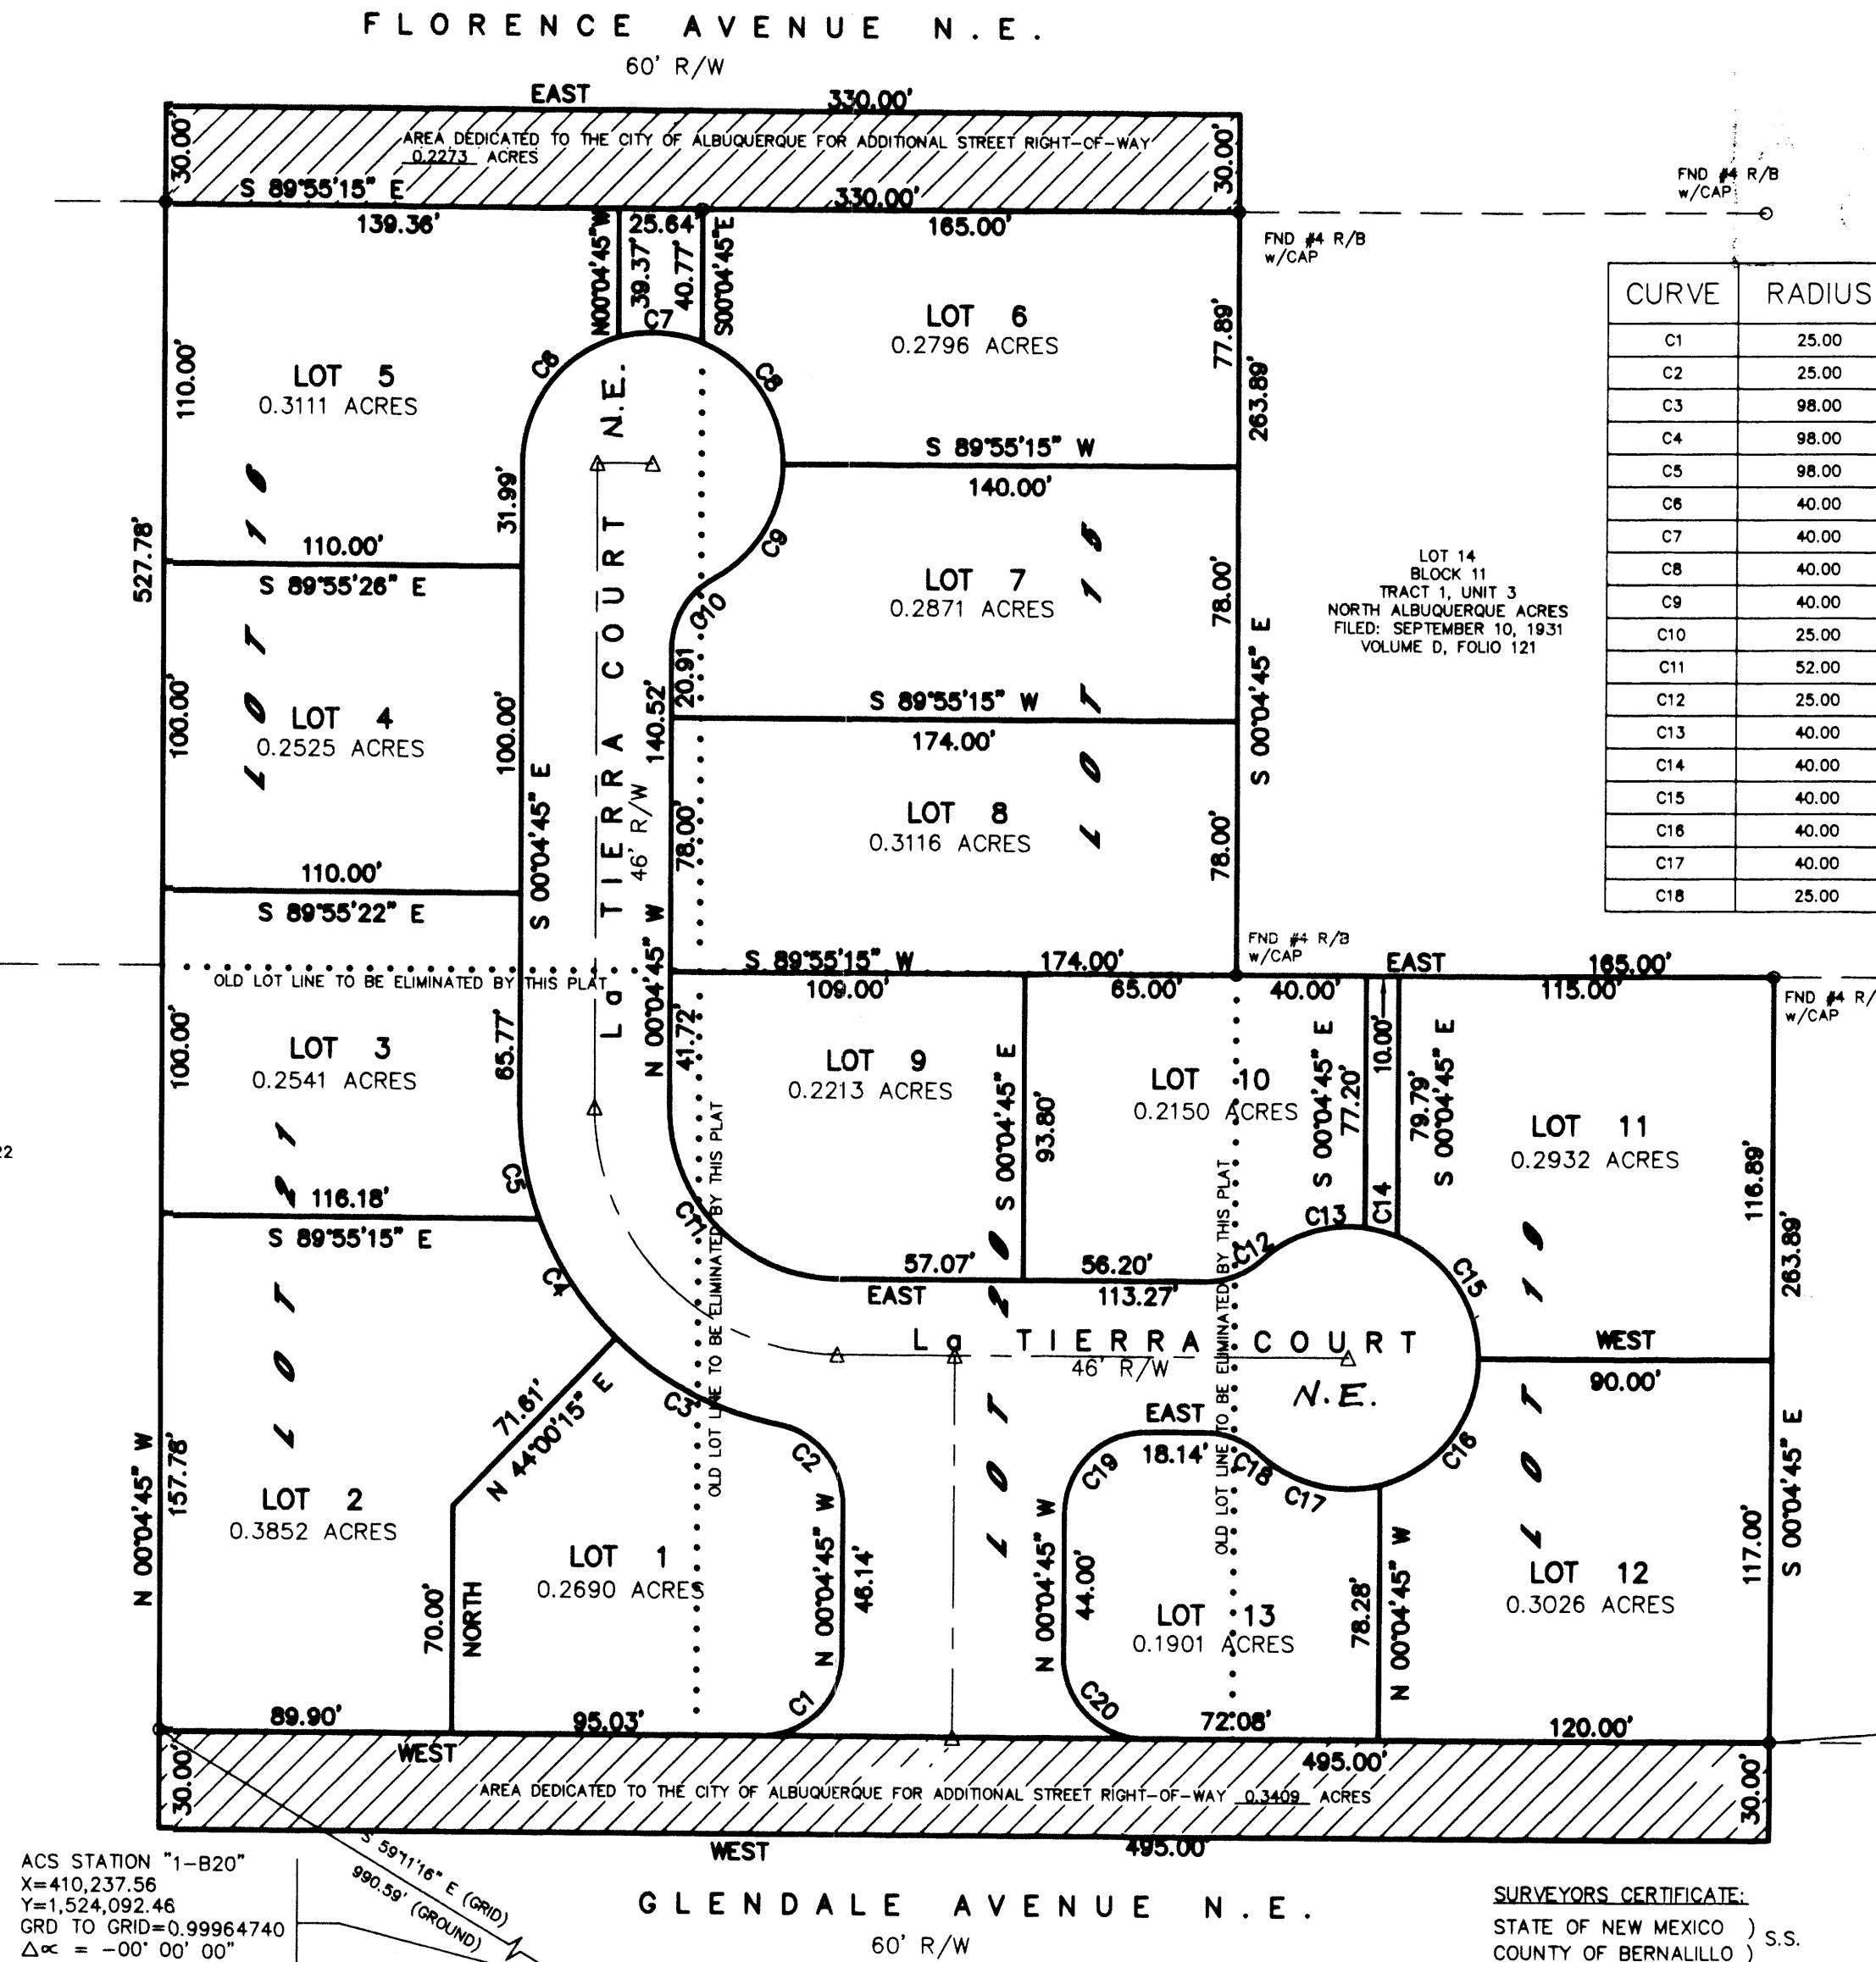 FLORENCE AVENUE N.E.
60' R/W
EAST 330.00'
30.00'
AREA DEDICATED TO THE CITY OF ALBUQUERQUE FOR ADDITIONAL STREET RIGHT-OF-WAY
0.2273 ACRES
30.00'
S 89°55'15" E
330.00'
139.36'
25.64'
165.00'
N00°04'45"W
39.37'
40.77'
S00°04'45"E
FND #4 R/B
w/CAP
FND #4 R/B
w/CAP
CURVE RADIUS
C1 25.00
C2 25.00
C3 98.00
C4 98.00
C5 98.00
C6 40.00
C7 40.00
C8 40.00
C9 40.00
C10 25.00
C11 52.00
C12 25.00
C13 40.00
C14 40.00
C15 40.00
C16 40.00
C17 40.00
C18 25.00
LOT 5
0.3111 ACRES
110.00'
C6
C7
C8
LOT 6
0.2796 ACRES
77.89'
263.89'
31.99'
S 89°55'15" W
140.00'
LOT 16
527.78'
110.00'
S 89°55'26" E
C9
C10
LOT 7
0.2871 ACRES
78.00'
LOT 15
LOT 14
BLOCK 11
TRACT 1, UNIT 3
NORTH ALBUQUERQUE ACRES
FILED: SEPTEMBER 10, 1931
VOLUME D, FOLIO 121
S 00°04'45" E
20.91'
S 89°55'15" W
174.00'
LOT 4
0.2525 ACRES
100.00'
100.00'
S 00°04'45" E
La TIERRA COURT N.E.
46' R/W
140.52'
78.00'
N 00°04'45" W
LOT 8
0.3116 ACRES
78.00'
110.00'
S 89°55'22" E
OLD LOT LINE TO BE ELIMINATED BY THIS PLAT
S 89°55'15" W
174.00'
FND #4 R/B
w/CAP
EAST 165.00'
109.00'
65.00'
40.00'
10.00'
115.00'
FND #4 R/
w/CAP
100.00'
LOT 3
0.2541 ACRES
65.77'
41.72'
LOT 9
0.2213 ACRES
S 00°04'45" E
93.80'
LOT 10
0.2150 ACRES
S 00°04'45" E
77.20'
79.79'
S 00°04'45" E
LOT 11
0.2932 ACRES
116.89'
263.89'
22
LOT 21
116.18'
S 89°55'15" E
C5
C4
C3
C11
OLD LOT LINE TO BE ELIMINATED BY THIS PLAT
57.07'
EAST
56.20'
113.27'
C12
C13
C14
C15
OLD LOT LINE TO BE ELIMINATED BY THIS PLAT
La TIERRA COURT
N.E.
46' R/W
WEST
90.00'
LOT 20
LOT 19
71.61'
N 44°00'15" E
C2
EAST
18.14'
C19
C18
C17
C16
N 00°04'45" W
157.78'
LOT 2
0.3852 ACRES
70.00'
NORTH
LOT 1
0.2690 ACRES
N 00°04'45" W
46.14'
N 00°04'45" W
44.00'
LOT 13
0.1901 ACRES
78.28'
N 00°04'45" W
LOT 12
0.3026 ACRES
117.00'
S 00°04'45" E
C1
C20
89.90'
95.03'
72.08'
120.00'
WEST
495.00'
30.00'
AREA DEDICATED TO THE CITY OF ALBUQUERQUE FOR ADDITIONAL STREET RIGHT-OF-WAY 0.3409 ACRES
30.00'
WEST
495.00'
S 59°11'16" E (GRID)
990.59' (GROUND)
ACS STATION "1-B20"
X=410,237.56
Y=1,524,092.46
GRD TO GRID=0.99964740
Δ∝ = -00° 00' 00"
GLENDALE AVENUE N.E.
60' R/W
SURVEYORS CERTIFICATE:
STATE OF NEW MEXICO )
S.S.
COUNTY OF BERNALILLO )